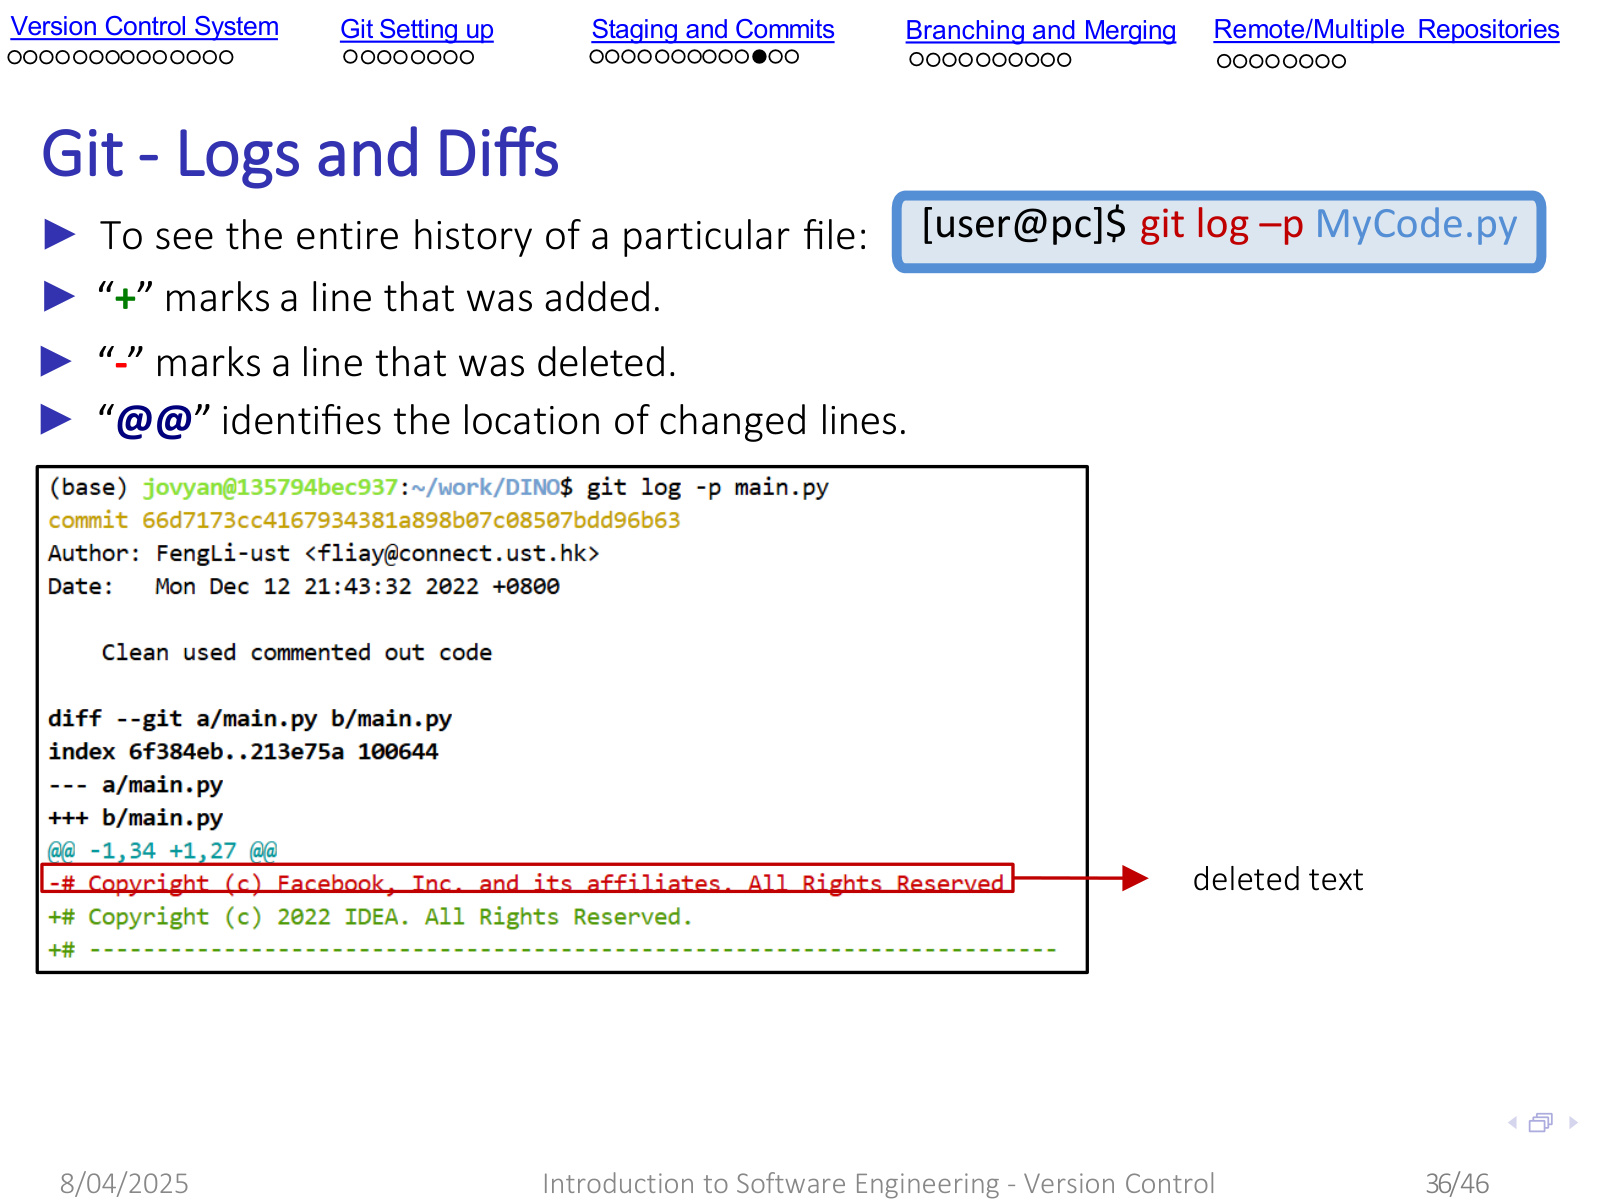 Version Control System
Git Setting up
Staging and Commits
Branching and Merging
Remote/Multiple Repositories
Git - Logs and Diffs
To see the entire history of a particular file:
[user@pc]$ git log –p MyCode.py
“+” marks a line that was added.
“-” marks a line that was deleted.
“@@” identifies the location of changed lines.
(base) jovyan@135794bec937:~/work/DINO$ git log -p main.py
commit 66d7173cc4167934381a898b07c08507bdd96b63
Author: FengLi-ust <fliay@connect.ust.hk>
Date:   Mon Dec 12 21:43:32 2022 +0800
Clean used commented out code
diff --git a/main.py b/main.py
index 6f384eb..213e75a 100644
--- a/main.py
+++ b/main.py
@@ -1,34 +1,27 @@
-# Copyright (c) Facebook, Inc. and its affiliates. All Rights Reserved
deleted text
+# Copyright (c) 2022 IDEA. All Rights Reserved.
+# ------------------------------------------------------------------------
8/04/2025
Introduction to Software Engineering - Version Control
36/46